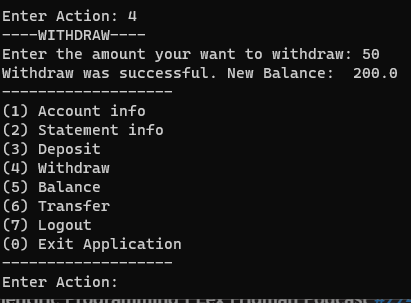 Enter Action: 4
----WITHDRAW----
Enter the amount your want to withdraw: 50
Withdraw was successful. New Balance:  200.0
-------------------
(1) Account info
(2) Statement info
(3) Deposit
(4) Withdraw
(5) Balance
(6) Transfer
(7) Logout
(0) Exit Application
-------------------
Enter Action: